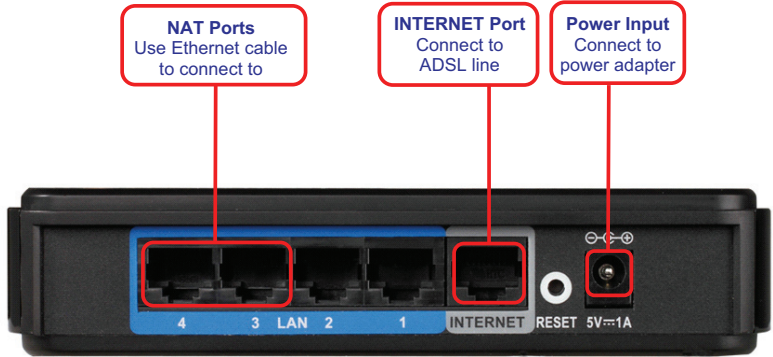 NAT Ports
Use Ethernet cable
to connect to
INTERNET Port
Connect to
ADSL line
Power Input
Connect to
power adapter
4 3 LAN 2 1 INTERNET RESET 5V⎓1A